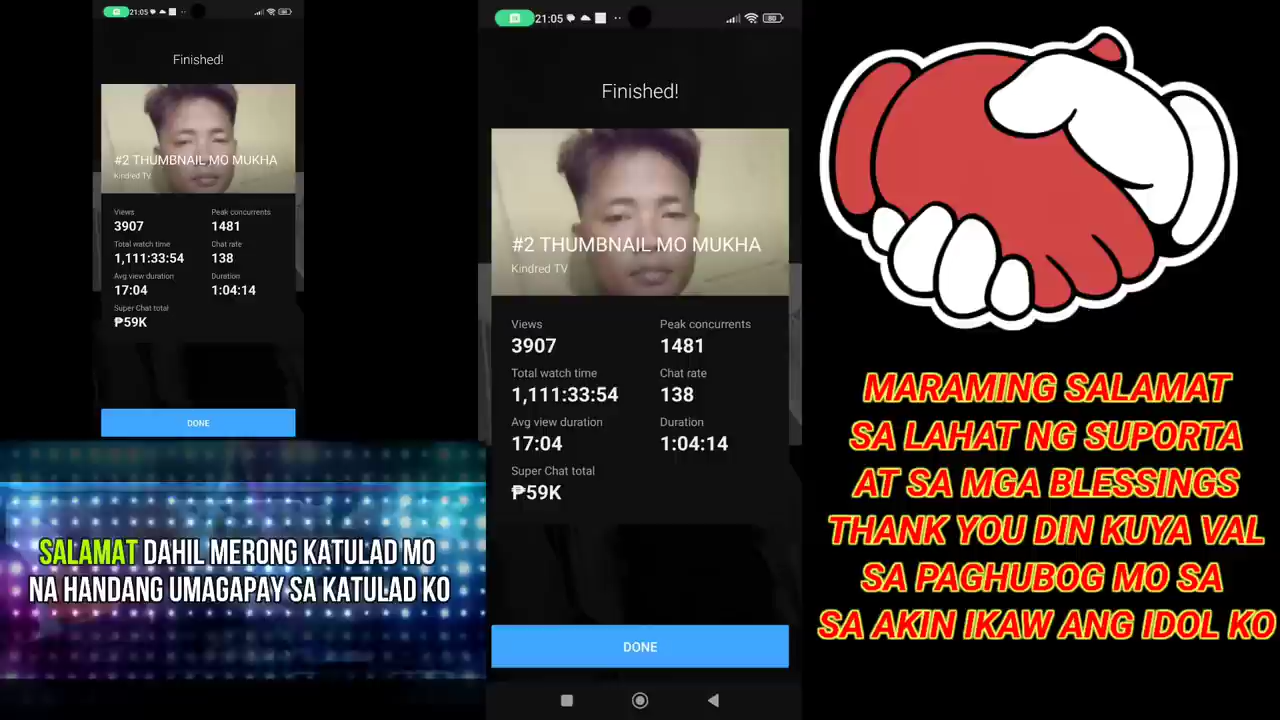 21:05
Finished!
#2 THUMBNAIL MO MUKHA
Kindred TV
Views Peak concurrents
3907 1481
Total watch time Chat rate
1,111:33:54 138
Avg view duration Duration
17:04 1:04:14
Super Chat total
₱59K
DONE
SALAMAT DAHIL MERONG KATULAD MO
NA HANDANG UMAGAPAY SA KATULAD KO
21:05
80
Finished!
#2 THUMBNAIL MO MUKHA
Kindred TV
Views Peak concurrents
3907 1481
Total watch time Chat rate
1,111:33:54 138
Avg view duration Duration
17:04 1:04:14
Super Chat total
₱59K
DONE
MARAMING SALAMAT
SA LAHAT NG SUPORTA
AT SA MGA BLESSINGS
THANK YOU DIN KUYA VAL
SA PAGHUBOG MO SA
SA AKIN IKAW ANG IDOL KO